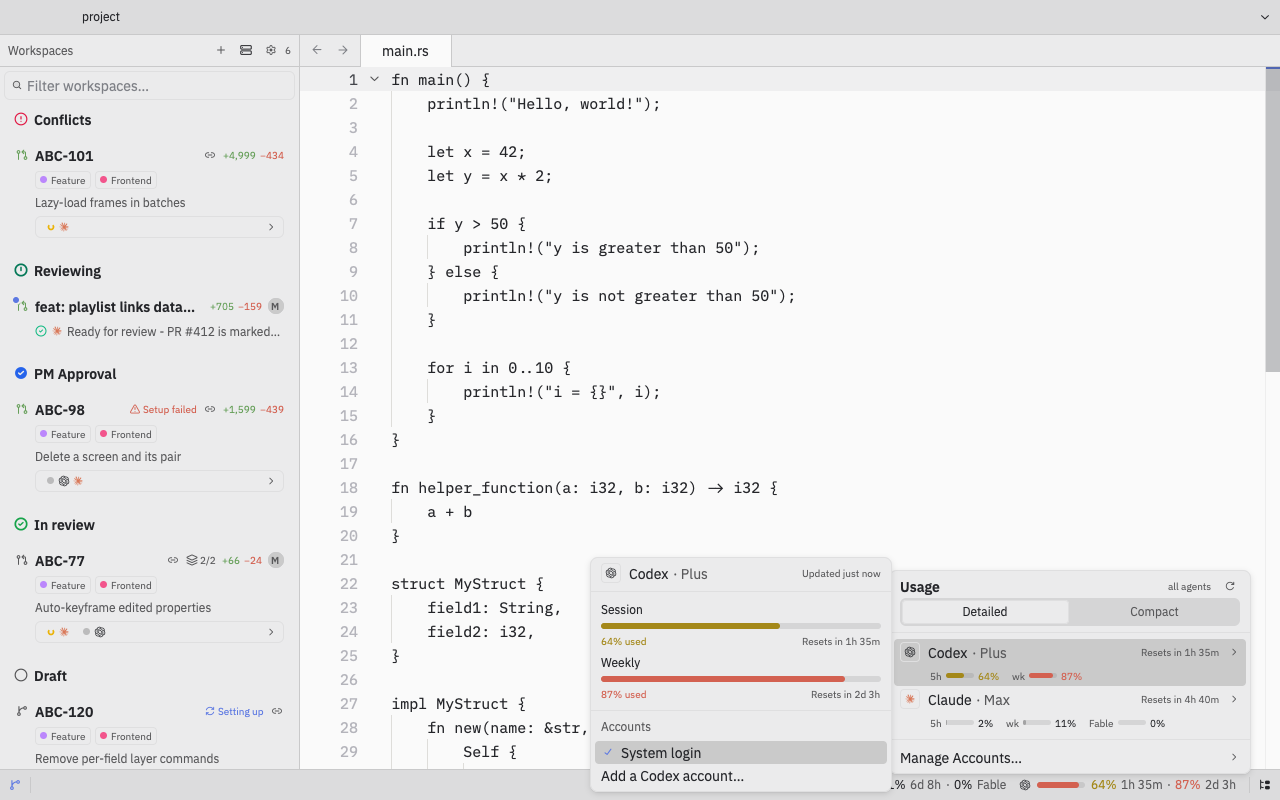 project
Workspaces
6
main.rs
Filter workspaces...
Conflicts
ABC-101 +4,999 −434
Feature Frontend
Lazy-load frames in batches
Reviewing
feat: playlist links data... +705 −159 M
Ready for review - PR #412 is marked...
PM Approval
ABC-98 Setup failed +1,599 −439
Feature Frontend
Delete a screen and its pair
In review
ABC-77 2/2 +66 −24 M
Feature Frontend
Auto-keyframe edited properties
Draft
ABC-120 Setting up
Feature Frontend
Remove per-field layer commands
1 fn main() {
2 println!("Hello, world!");
3
4 let x = 42;
5 let y = x * 2;
6
7 if y > 50 {
8 println!("y is greater than 50");
9 } else {
10 println!("y is not greater than 50");
11 }
12
13 for i in 0..10 {
14 println!("i = {}", i);
15 }
16 }
17
18 fn helper_function(a: i32, b: i32) -> i32 {
19 a + b
20 }
21
22 struct MyStruct {
23 field1: String,
24 field2: i32,
25 }
26
27 impl MyStruct {
28 fn new(name: &str,
29 Self {
Codex · Plus Updated just now
Session
64% used Resets in 1h 35m
Weekly
87% used Resets in 2d 3h
Accounts
✓ System login
Add a Codex account...
Usage all agents
Detailed Compact
Codex · Plus Resets in 1h 35m
5h 64% wk 87%
Claude · Max Resets in 4h 40m
5h 2% wk 11% Fable 0%
Manage Accounts...
% 6d 8h · 0% Fable 64% 1h 35m · 87% 2d 3h